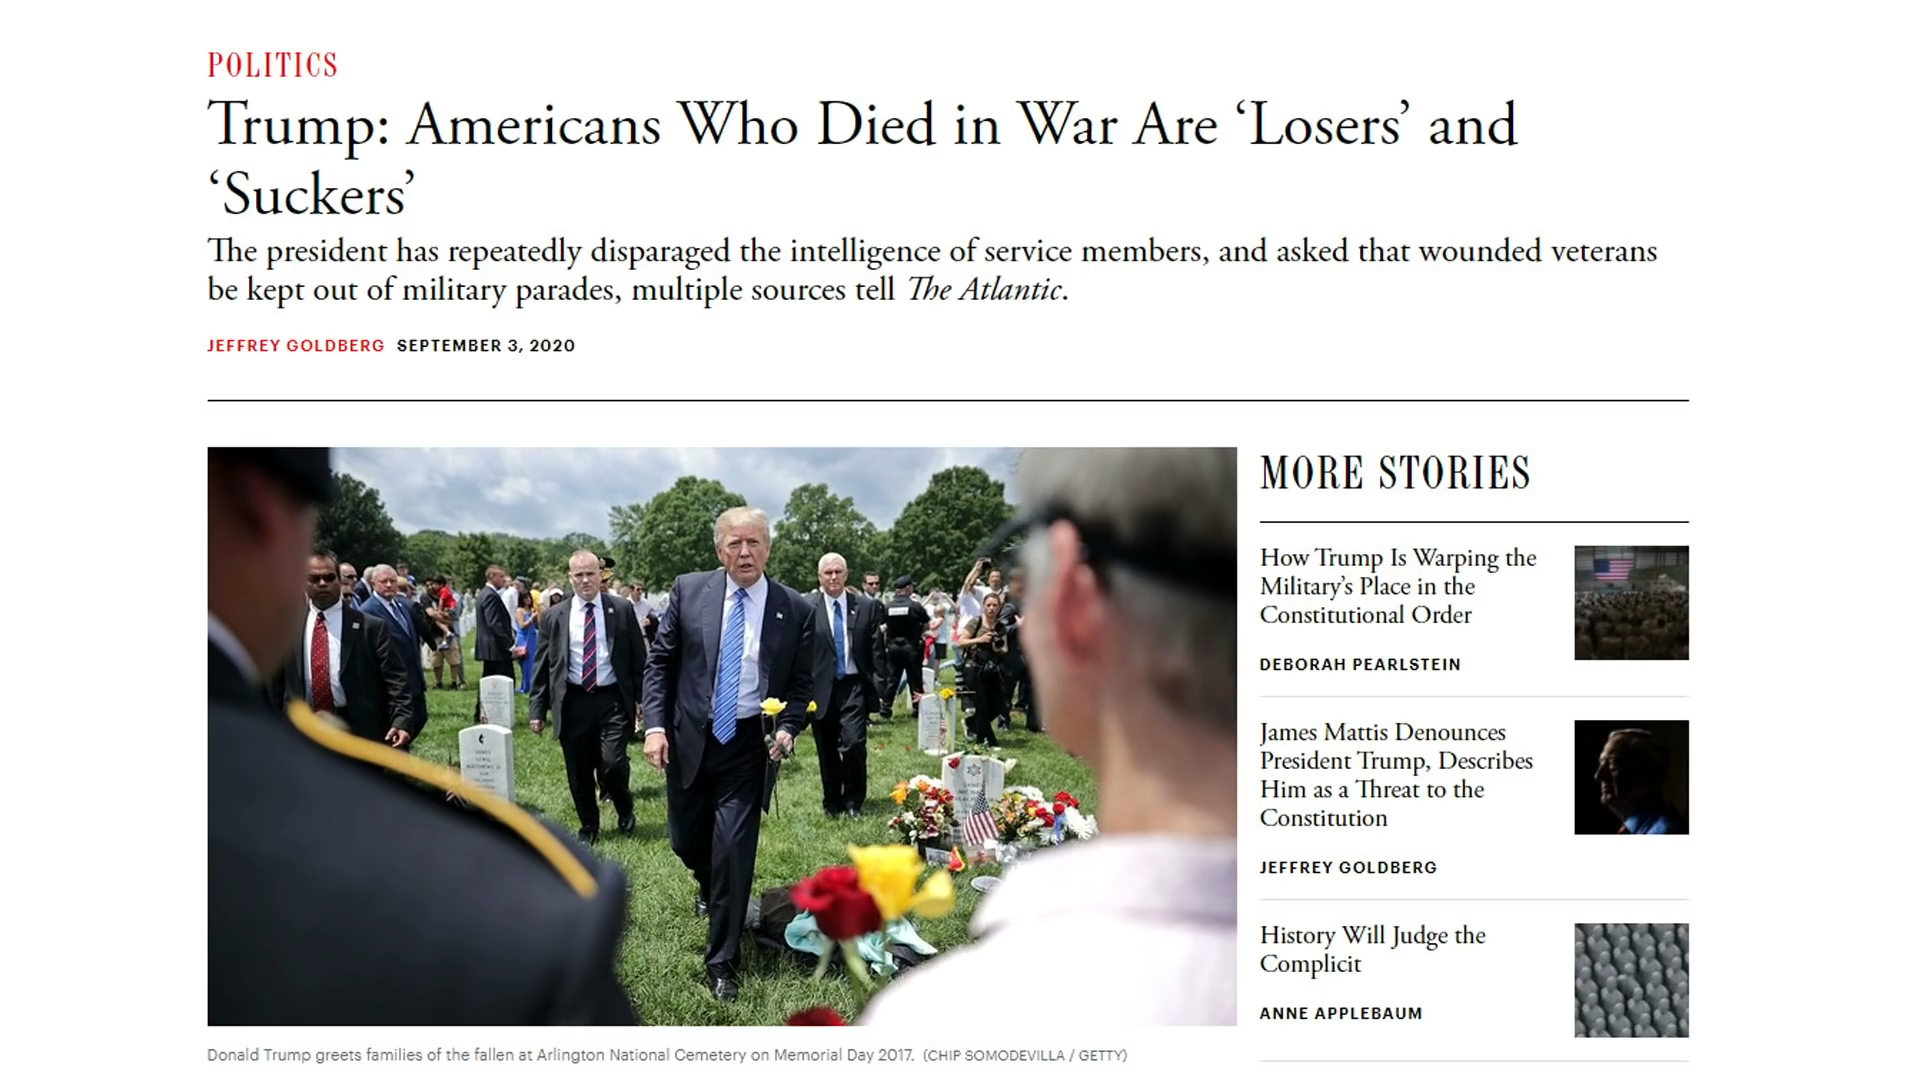 POLITICS
Trump: Americans Who Died in War Are ‘Losers’ and
‘Suckers’
The president has repeatedly disparaged the intelligence of service members, and asked that wounded veterans
be kept out of military parades, multiple sources tell The Atlantic.
JEFFREY GOLDBERG SEPTEMBER 3, 2020
MORE STORIES
How Trump Is Warping the
Military’s Place in the
Constitutional Order
DEBORAH PEARLSTEIN
James Mattis Denounces
President Trump, Describes
Him as a Threat to the
Constitution
JEFFREY GOLDBERG
History Will Judge the
Complicit
ANNE APPLEBAUM
Donald Trump greets families of the fallen at Arlington National Cemetery on Memorial Day 2017. (CHIP SOMODEVILLA / GETTY)